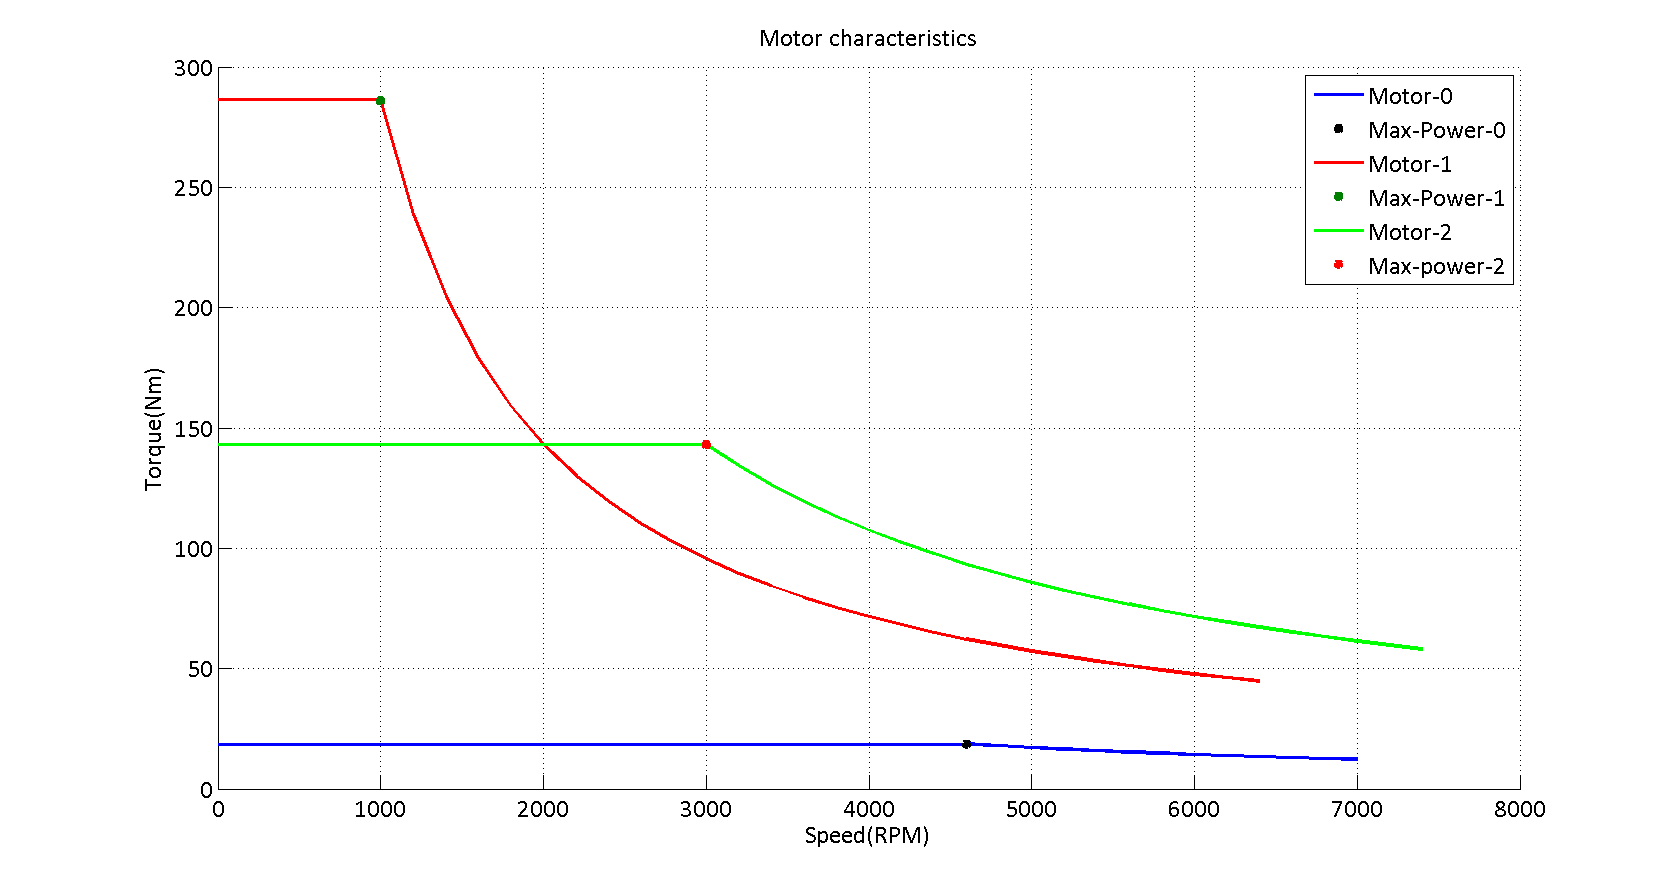 Motor characteristics
300
250
200
150
100
50
0
Torque(Nm)
Motor-0
Max-Power-0
Motor-1
Max-Power-1
Motor-2
Max-power-2
0 1000 2000 3000 4000 5000 6000 7000 8000
Speed(RPM)